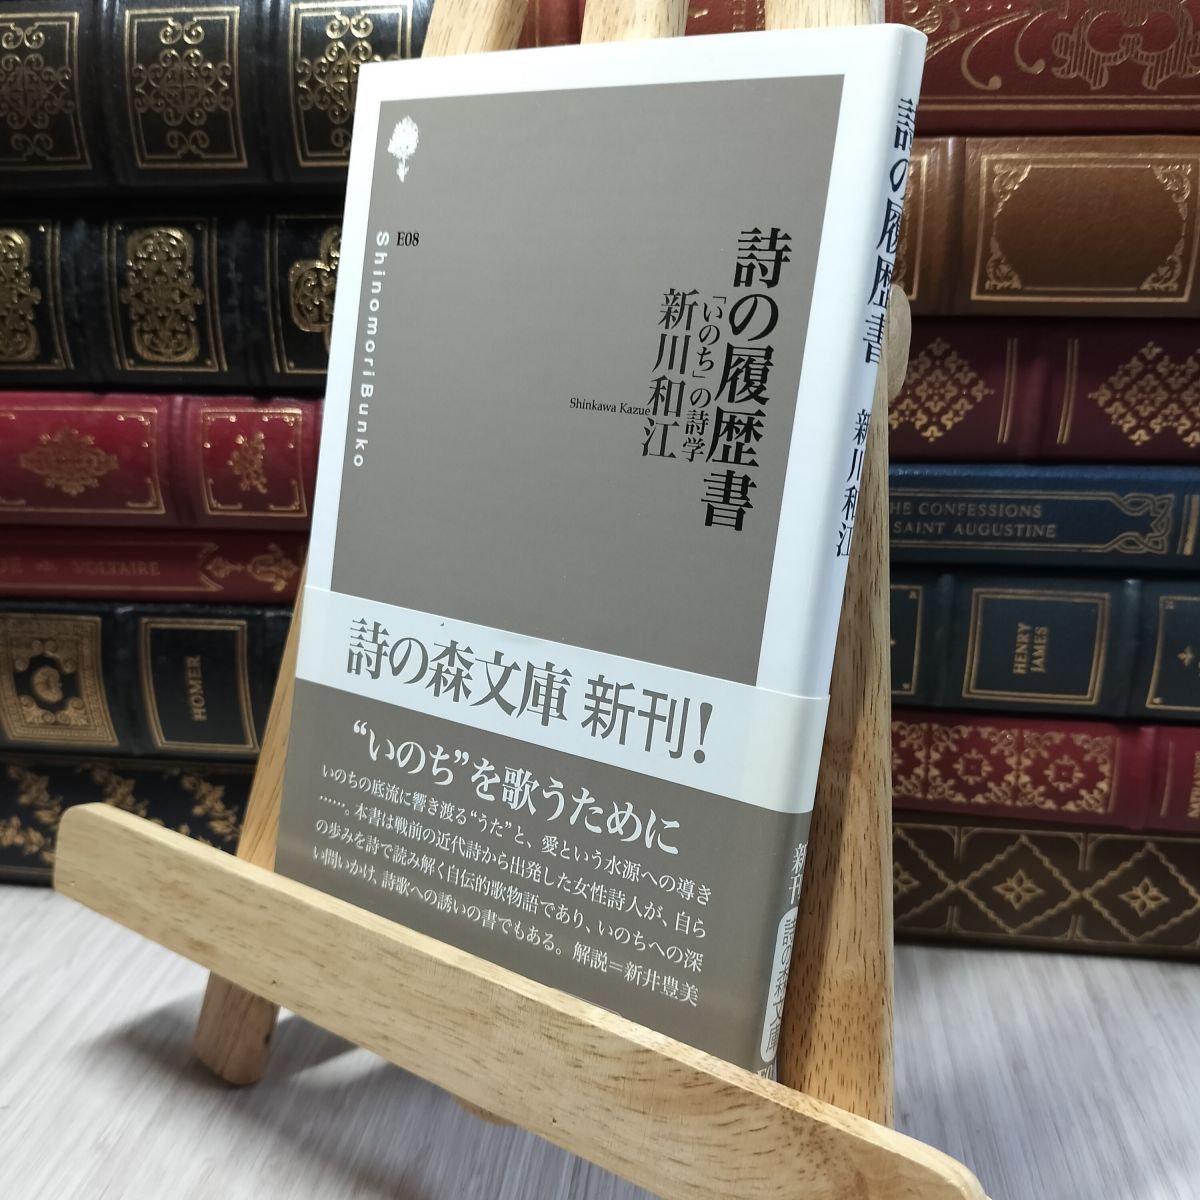 詩の履歴書
「いのち」の詩学
新川和江
Shinkawa Kazue
E08
Shinomori Bunko
詩の森文庫 新刊!
“いのち”を歌うために
いのちの底流に響き渡る“うた”と、愛という水源への導き
……。本書は戦前の近代詩から出発した女性詩人が、自ら
の歩みを詩で読み解く自伝的歌物語であり、いのちへの深
い問いかけ、詩歌への誘いの書でもある。 解説=新井豊美
詩の履歴書 新川和江
新刊
詩の森文庫
E0
THE CONFESSIONS
SAINT AUGUSTINE
HENRY
JAMES
VOLTAIRE
HOMER